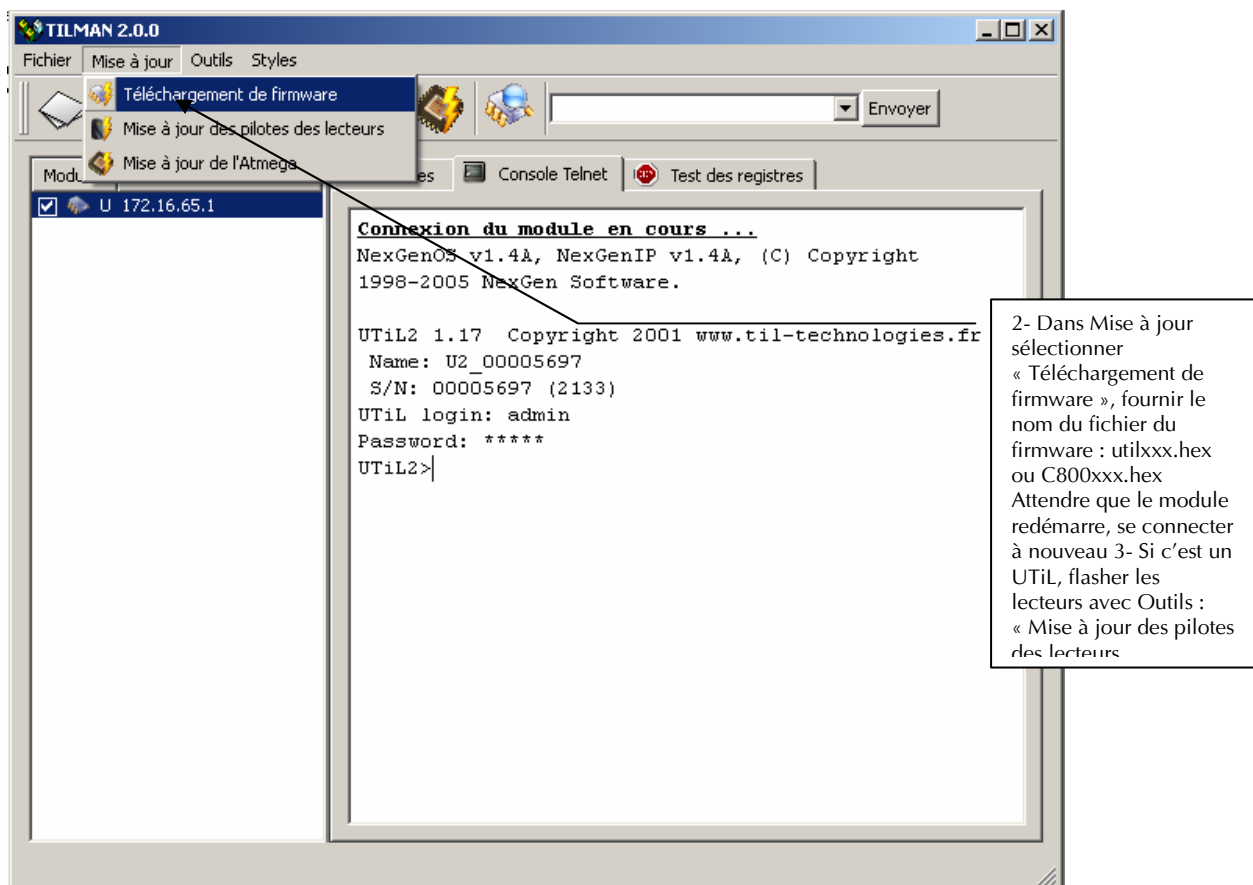 TILMAN 2.0.0
Fichier Mise à jour Outils Styles
Téléchargement de firmware
Mise à jour des pilotes des lecteurs
Mise à jour de l'Atmega
Envoyer
Modu
es
Console Telnet
Test des registres
U 172.16.65.1
Connexion du module en cours ...
NexGenOS v1.4A, NexGenIP v1.4A, (C) Copyright
1998-2005 NexGen Software.
UTiL2 1.17 Copyright 2001 www.til-technologies.fr
Name: U2_00005697
S/N: 00005697 (2133)
UTiL login: admin
Password: *****
UTiL2>
2- Dans Mise à jour
sélectionner
« Téléchargement de
firmware », fournir le
nom du fichier du
firmware : utilxxx.hex
ou C800xxx.hex
Attendre que le module
redémarre, se connecter
à nouveau 3- Si c’est un
UTiL, flasher les
lecteurs avec Outils :
« Mise à jour des pilotes
des lecteurs